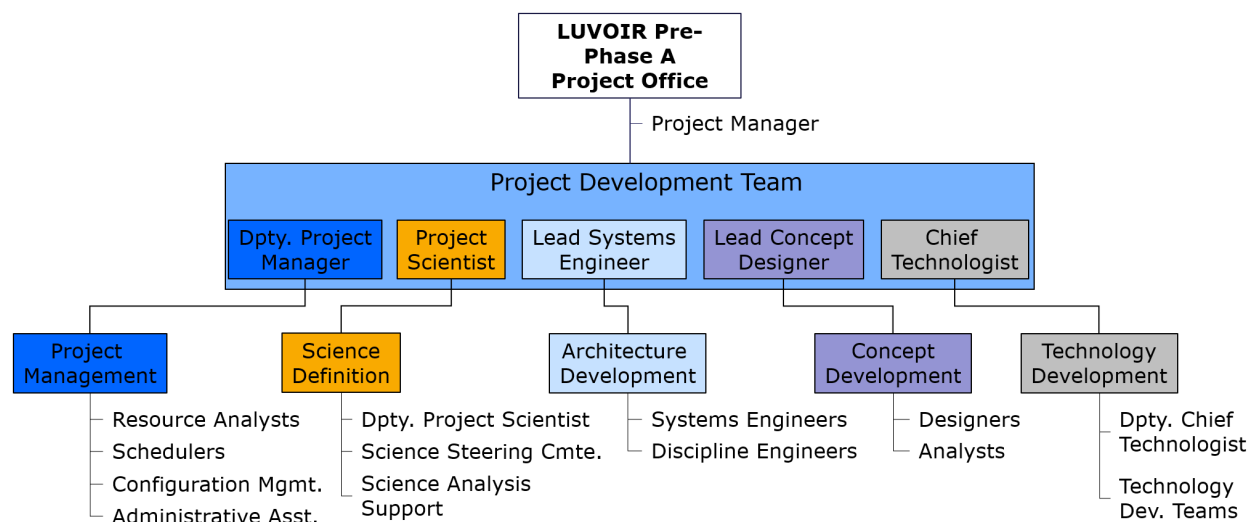 LUVOIR Pre-
Phase A
Project Office
Project Manager
Project Development Team
Dpty. Project
Manager
Project
Scientist
Lead Systems
Engineer
Lead Concept
Designer
Chief
Technologist
Project
Management
Science
Definition
Architecture
Development
Concept
Development
Technology
Development
Resource Analysts
Schedulers
Configuration Mgmt.
Administrative Asst.
Dpty. Project Scientist
Science Steering Cmte.
Science Analysis
Support
Systems Engineers
Discipline Engineers
Designers
Analysts
Dpty. Chief
Technologist
Technology
Dev. Teams